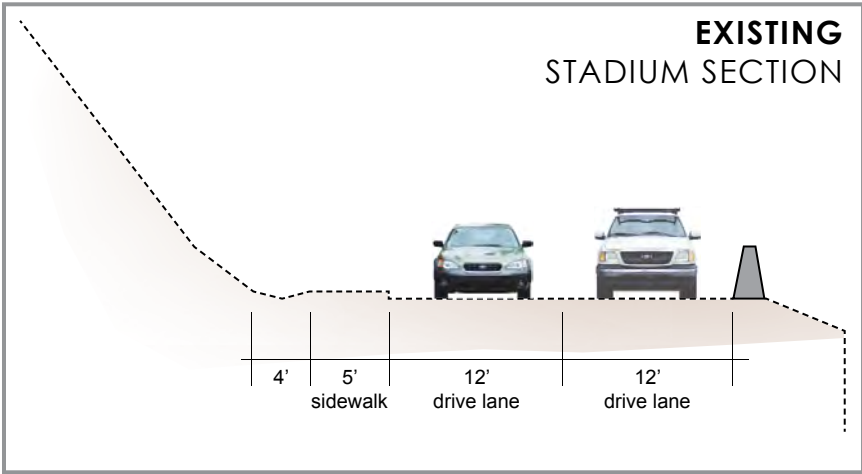 EXISTING
STADIUM SECTION
4’ 5’ 12’ 12’
sidewalk drive lane drive lane